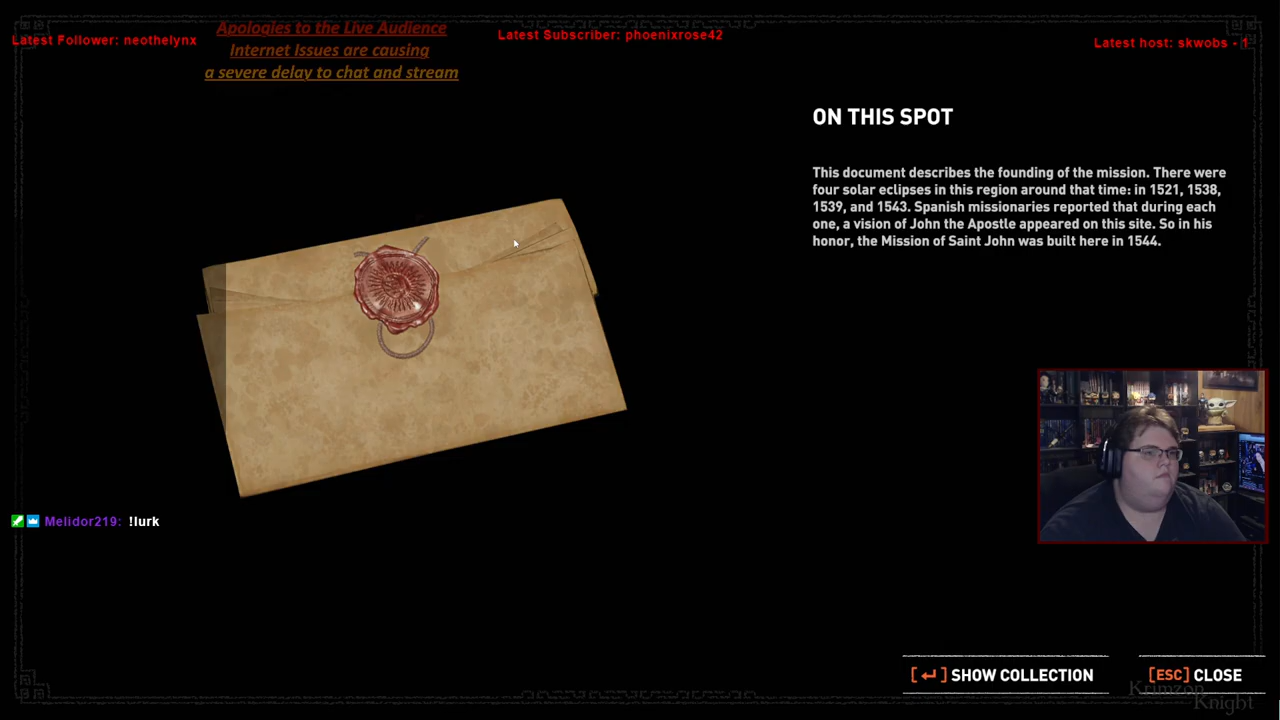 Apologies to the Live Audience
Internet Issues are causing
a severe delay to chat and stream
Latest Follower: neothelynx
Latest Subscriber: phoenixrose42
Latest host: skwobs - 1
ON THIS SPOT
This document describes the founding of the mission. There were
four solar eclipses in this region around that time: in 1521, 1538,
1539, and 1543. Spanish missionaries reported that during each
one, a vision of John the Apostle appeared on this site. So in his
honor, the Mission of Saint John was built here in 1544.
Melidor219: !lurk
[↵] SHOW COLLECTION
[ESC] CLOSE
Krimzon
Knight